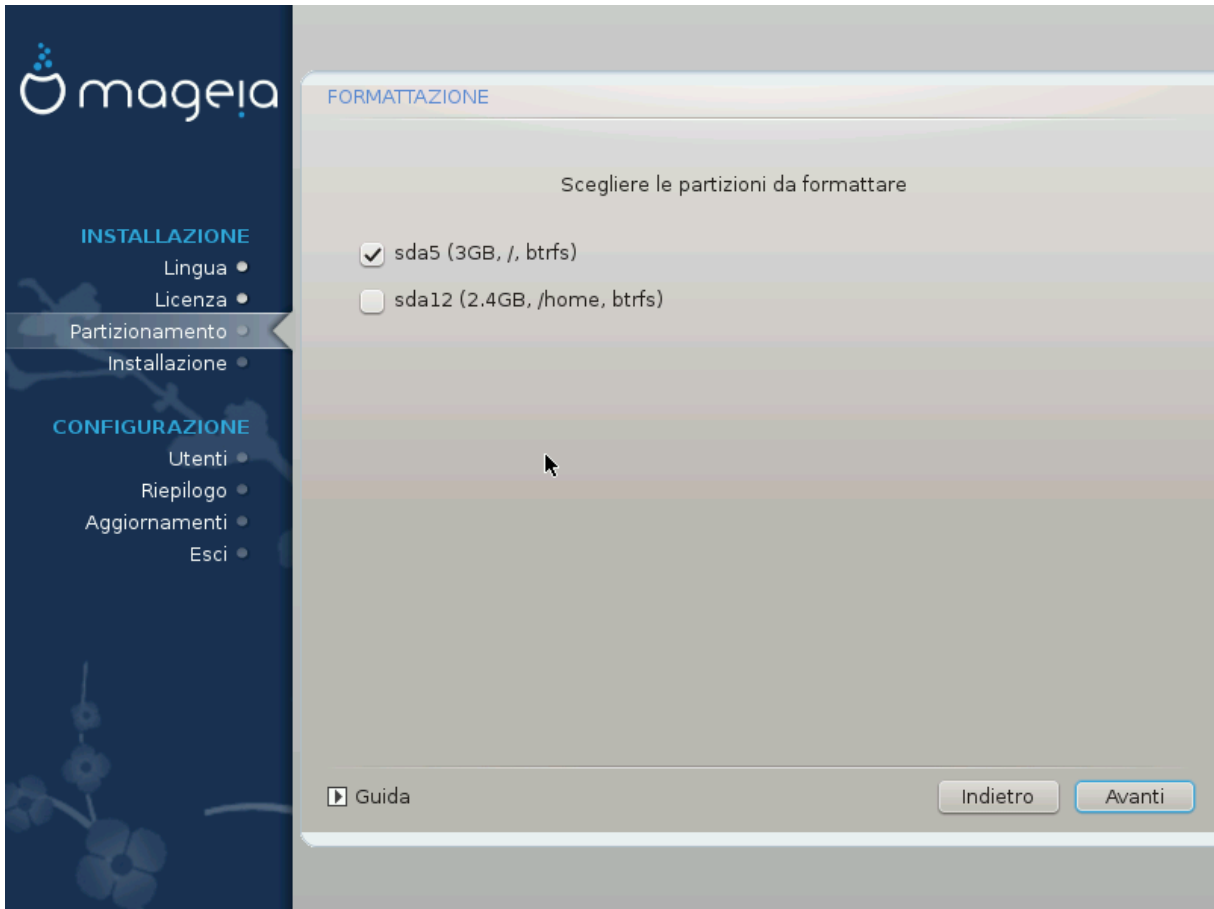 mageia
INSTALLAZIONE
Lingua
Licenza
Partizionamento
Installazione
CONFIGURAZIONE
Utenti
Riepilogo
Aggiornamenti
Esci
FORMATTAZIONE
Scegliere le partizioni da formattare
sda5 (3GB, /, btrfs)
sda12 (2.4GB, /home, btrfs)
Guida
Indietro
Avanti